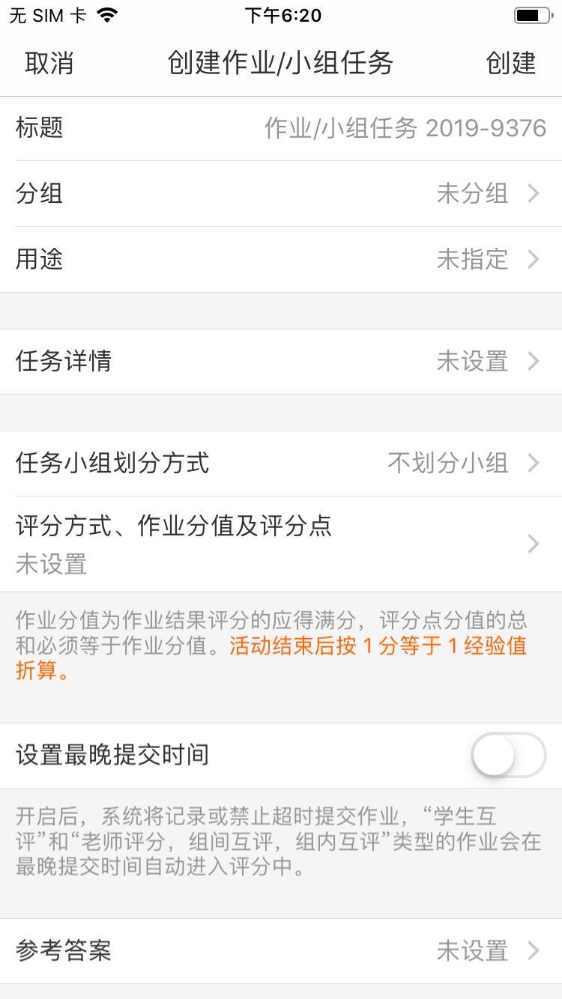 无 SIM 卡 下午6:20
取消 创建作业/小组任务 创建
标题 作业/小组任务 2019-9376
分组 未分组
用途 未指定
任务详情 未设置
任务小组划分方式 不划分小组
评分方式、作业分值及评分点
未设置
作业分值为作业结果评分的应得满分，评分点分值的总
和必须等于作业分值。活动结束后按 1 分等于 1 经验值
折算。
设置最晚提交时间
开启后，系统将记录或禁止超时提交作业，“学生互
评”和“老师评分，组间互评，组内互评”类型的作业会在
最晚提交时间自动进入评分中。
参考答案 未设置